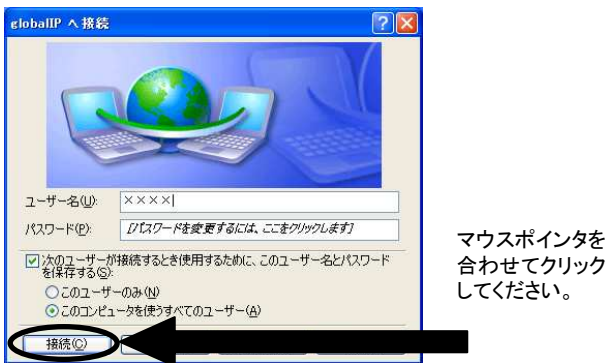 globalIP へ接続
ユーザー名(U):
××××
パスワード(P):
[パスワードを変更するには、ここをクリックします]
次のユーザーが接続するとき使用するために、このユーザー名とパスワード
を保存する(S):
このユーザーのみ(N)
このコンピュータを使うすべてのユーザー(A)
接続(C)
マウスポインタを
合わせてクリック
してください。